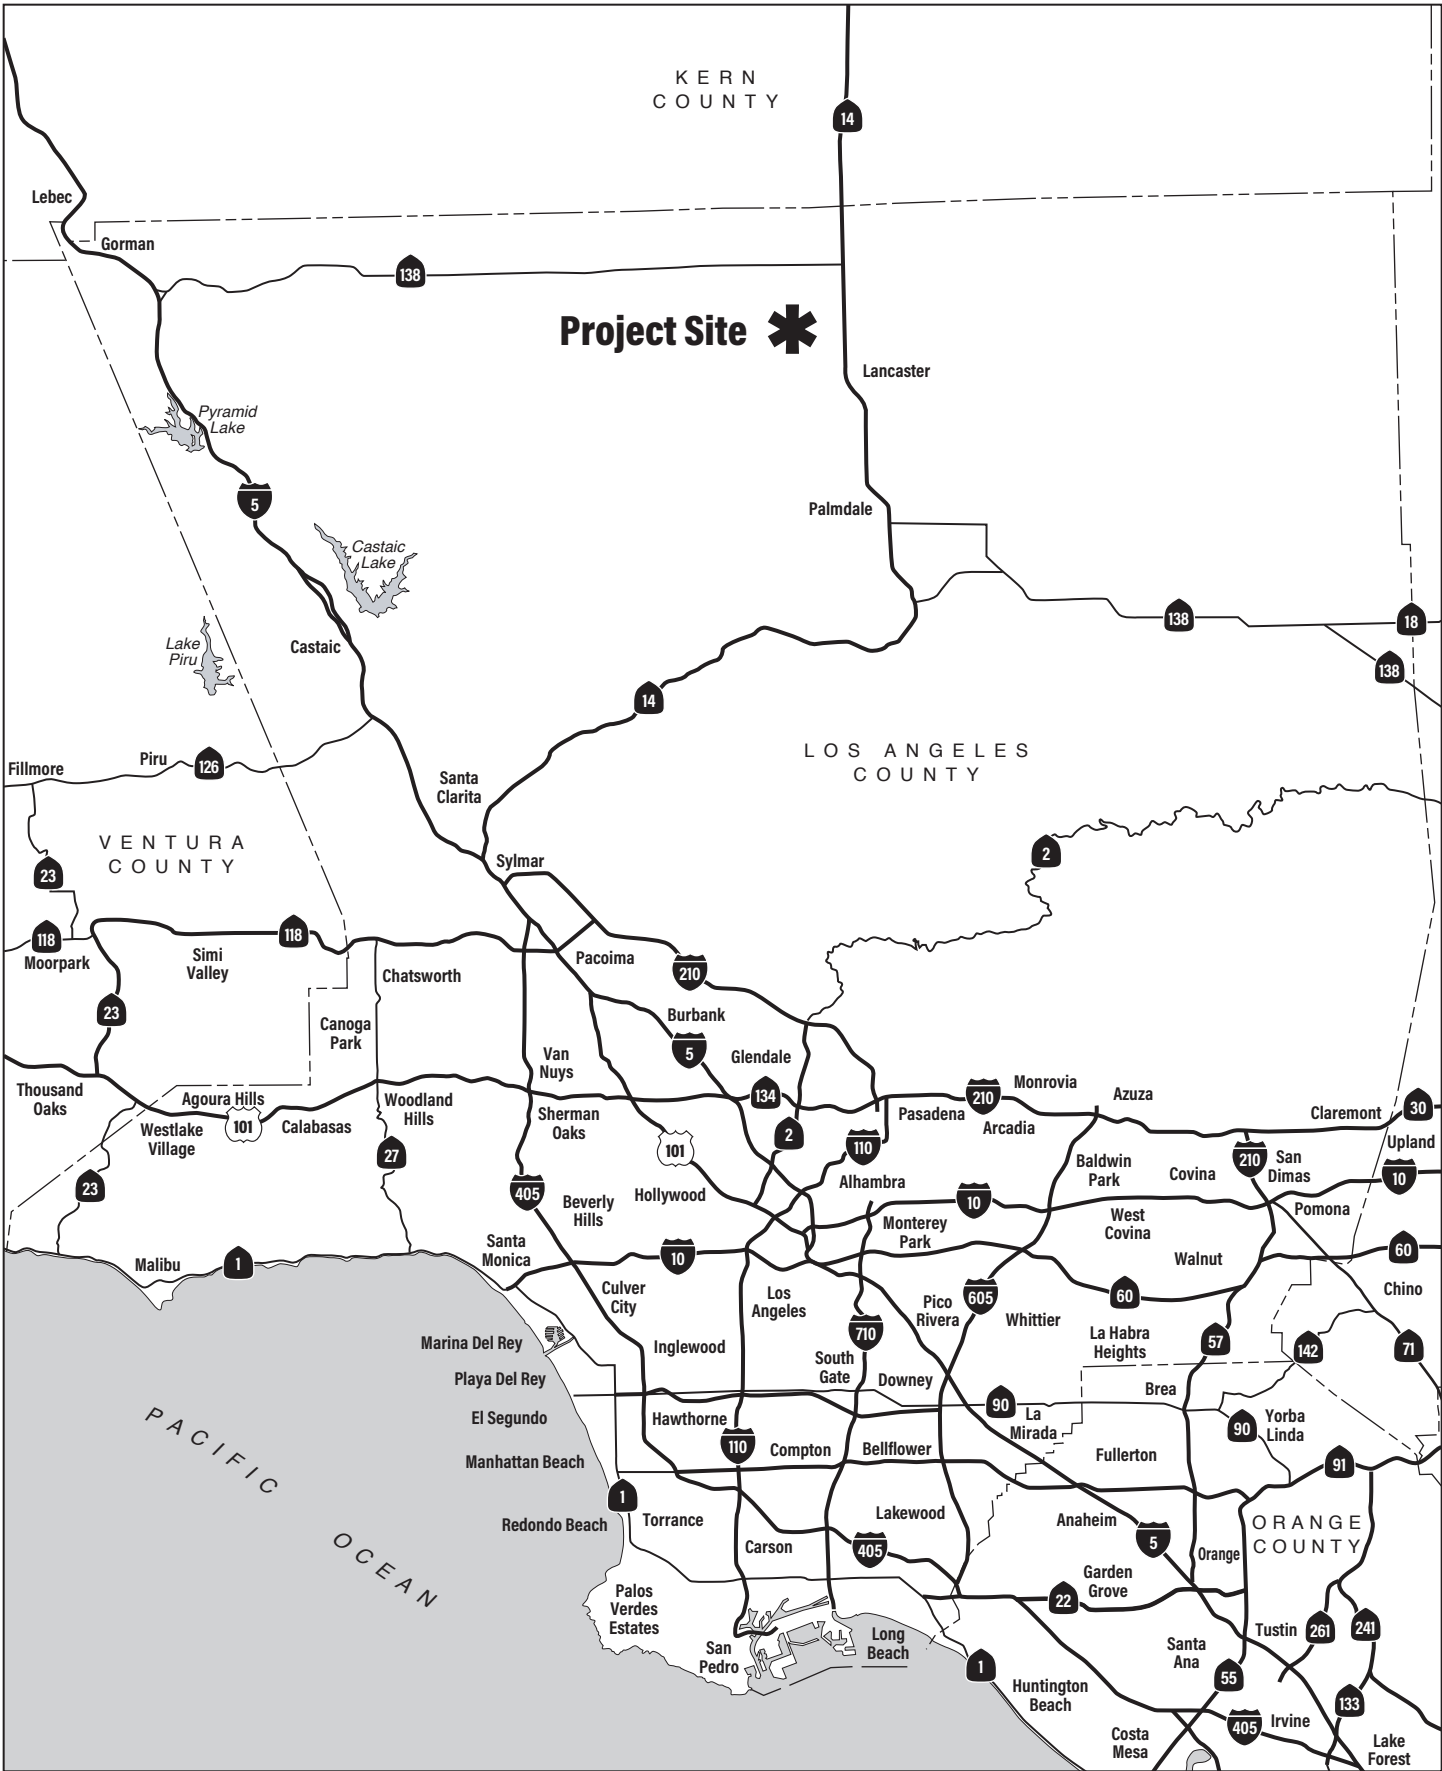 KERN
COUNTY
14
Lebec
Gorman
138
Project Site
Lancaster
Pyramid
Lake
5
Palmdale
Castaic
Lake
138
18
Lake
Piru
Castaic
138
14
LOS ANGELES
COUNTY
Fillmore
Piru
126
Santa
Clarita
VENTURA
COUNTY
2
23
Sylmar
118
118
Moorpark
Simi
Valley
Chatsworth
Pacoima
210
23
Canoga
Park
Burbank
5
Van
Nuys
Glendale
Thousand
Oaks
Agoura Hills
101
Westlake
Village
Calabasas
Woodland
Hills
134
Sherman
Oaks
2
Pasadena
210
Monrovia
Arcadia
Azuza
Claremont
30
Upland
101
110
27
23
405
Beverly
Hills
Hollywood
Alhambra
Baldwin
Park
Covina
210
San
Dimas
10
10
Monterey
Park
West
Covina
Pomona
Malibu
1
Santa
Monica
10
Walnut
60
Chino
Culver
City
Los
Angeles
Pico
Rivera
605
Whittier
60
Marina Del Rey
Inglewood
710
South
Gate
La Habra
Heights
57
142
71
Playa Del Rey
Downey
Brea
El Segundo
Hawthorne
90
La
Mirada
90
Yorba
Linda
110
Compton
Bellflower
Fullerton
91
Manhattan Beach
PACIFIC
OCEAN
1
Redondo Beach
Torrance
Lakewood
Anaheim
5
ORANGE
COUNTY
Carson
405
Orange
Garden
Grove
22
Palos
Verdes
Estates
San
Pedro
Long
Beach
1
Tustin
261
241
Santa
Ana
55
Huntington
Beach
133
405
Irvine
Costa
Mesa
Lake
Forest